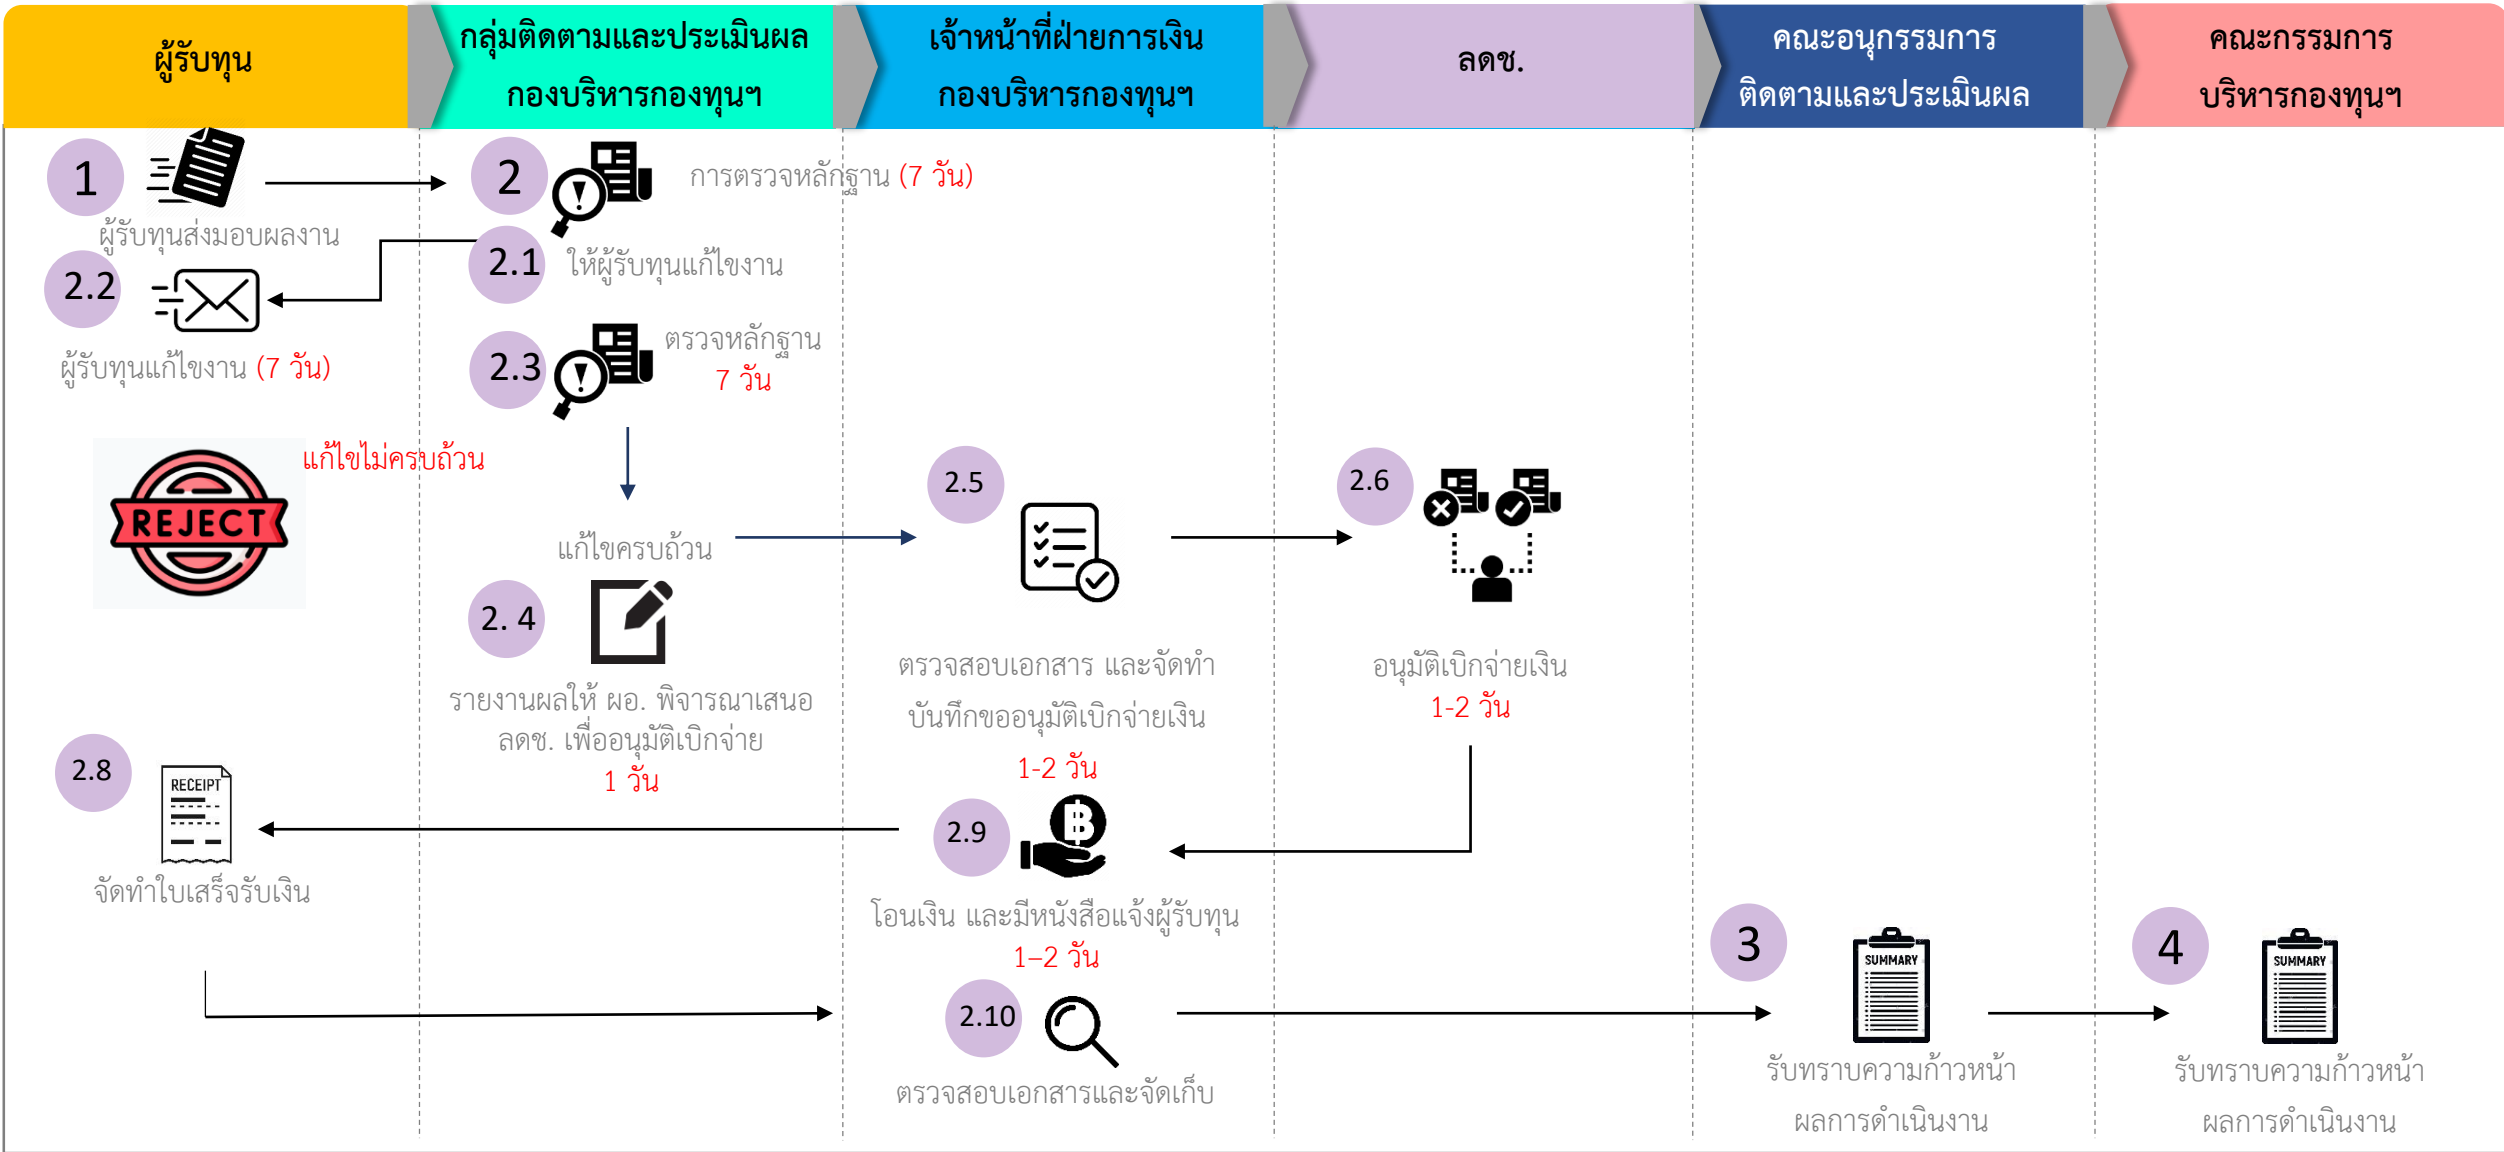 ผู้รับทุน
กลุ่มติดตามและประเมินผล
กองบริหารกองทุนฯ
เจ้าหน้าที่ฝ่ายการเงิน
กองบริหารกองทุนฯ
ลดช.
คณะอนุกรรมการ
ติดตามและประเมินผล
คณะกรรมการ
บริหารกองทุนฯ
1
ผู้รับทุนส่งมอบผลงาน
2
การตรวจหลักฐาน (7 วัน)
2.1
ให้ผู้รับทุนแก้ไขงาน
2.2
ผู้รับทุนแก้ไขงาน (7 วัน)
2.3
ตรวจหลักฐาน
7 วัน
แก้ไขไม่ครบถ้วน
REJECT
แก้ไขครบถ้วน
2. 4
รายงานผลให้ ผอ. พิจารณาเสนอ
ลดช. เพื่ออนุมัติเบิกจ่าย
1 วัน
2.5
ตรวจสอบเอกสาร และจัดทำ
บันทึกขออนุมัติเบิกจ่ายเงิน
1-2 วัน
2.6
อนุมัติเบิกจ่ายเงิน
1-2 วัน
2.8
RECEIPT
จัดทำใบเสร็จรับเงิน
2.9
฿
โอนเงิน และมีหนังสือแจ้งผู้รับทุน
1–2 วัน
2.10
ตรวจสอบเอกสารและจัดเก็บ
3
SUMMARY
รับทราบความก้าวหน้า
ผลการดำเนินงาน
4
SUMMARY
รับทราบความก้าวหน้า
ผลการดำเนินงาน